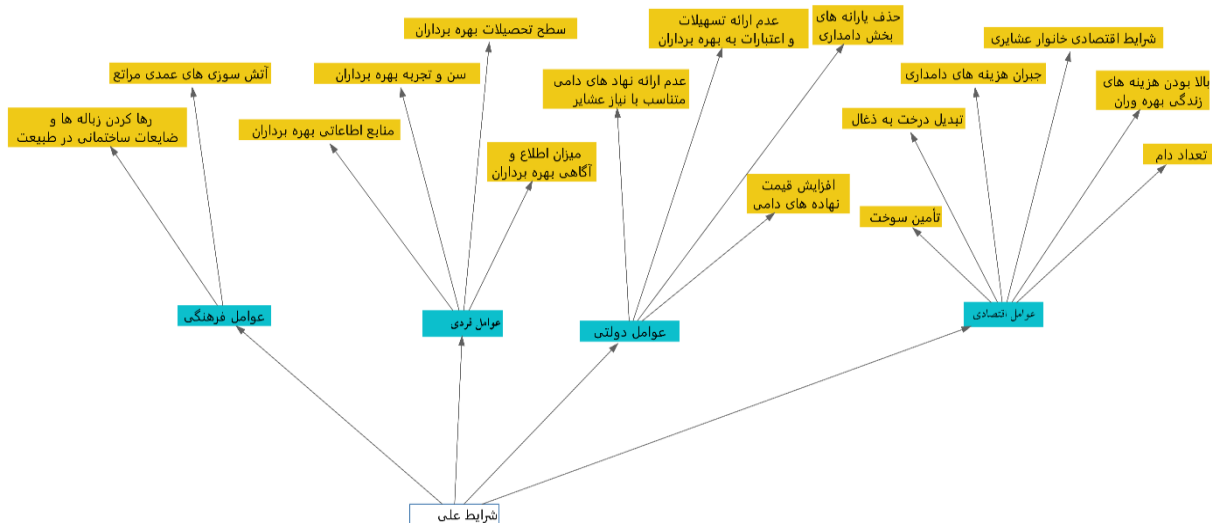 حذف یارانه های
بخش دامداری
عدم ارائه تسهیلات
و اعتبارات به بهره برداران
سطح تحصیلات بهره برداران
شرایط اقتصادی خانوار عشایری
آتش سوزی های عمدی مراتع
سن و تجربه بهره برداران
عدم ارائه نهاد های دامی
متناسب با نیاز عشایر
جبران هزینه های دامداری
بالا بودن هزینه های
زندگی بهره وران
رها کردن زباله ها و
ضایعات ساختمانی در طبیعت
منابع اطاعاتی بهره برداران
تبدیل درخت به ذغال
میزان اطلاع و
آگاهی بهره برداران
تعداد دام
افزایش قیمت
نهاده های دامی
تأمین سوخت
عوامل فرهنگی
عوامل فردی
عوامل دولتی
عوامل اقتصادی
شرایط علی